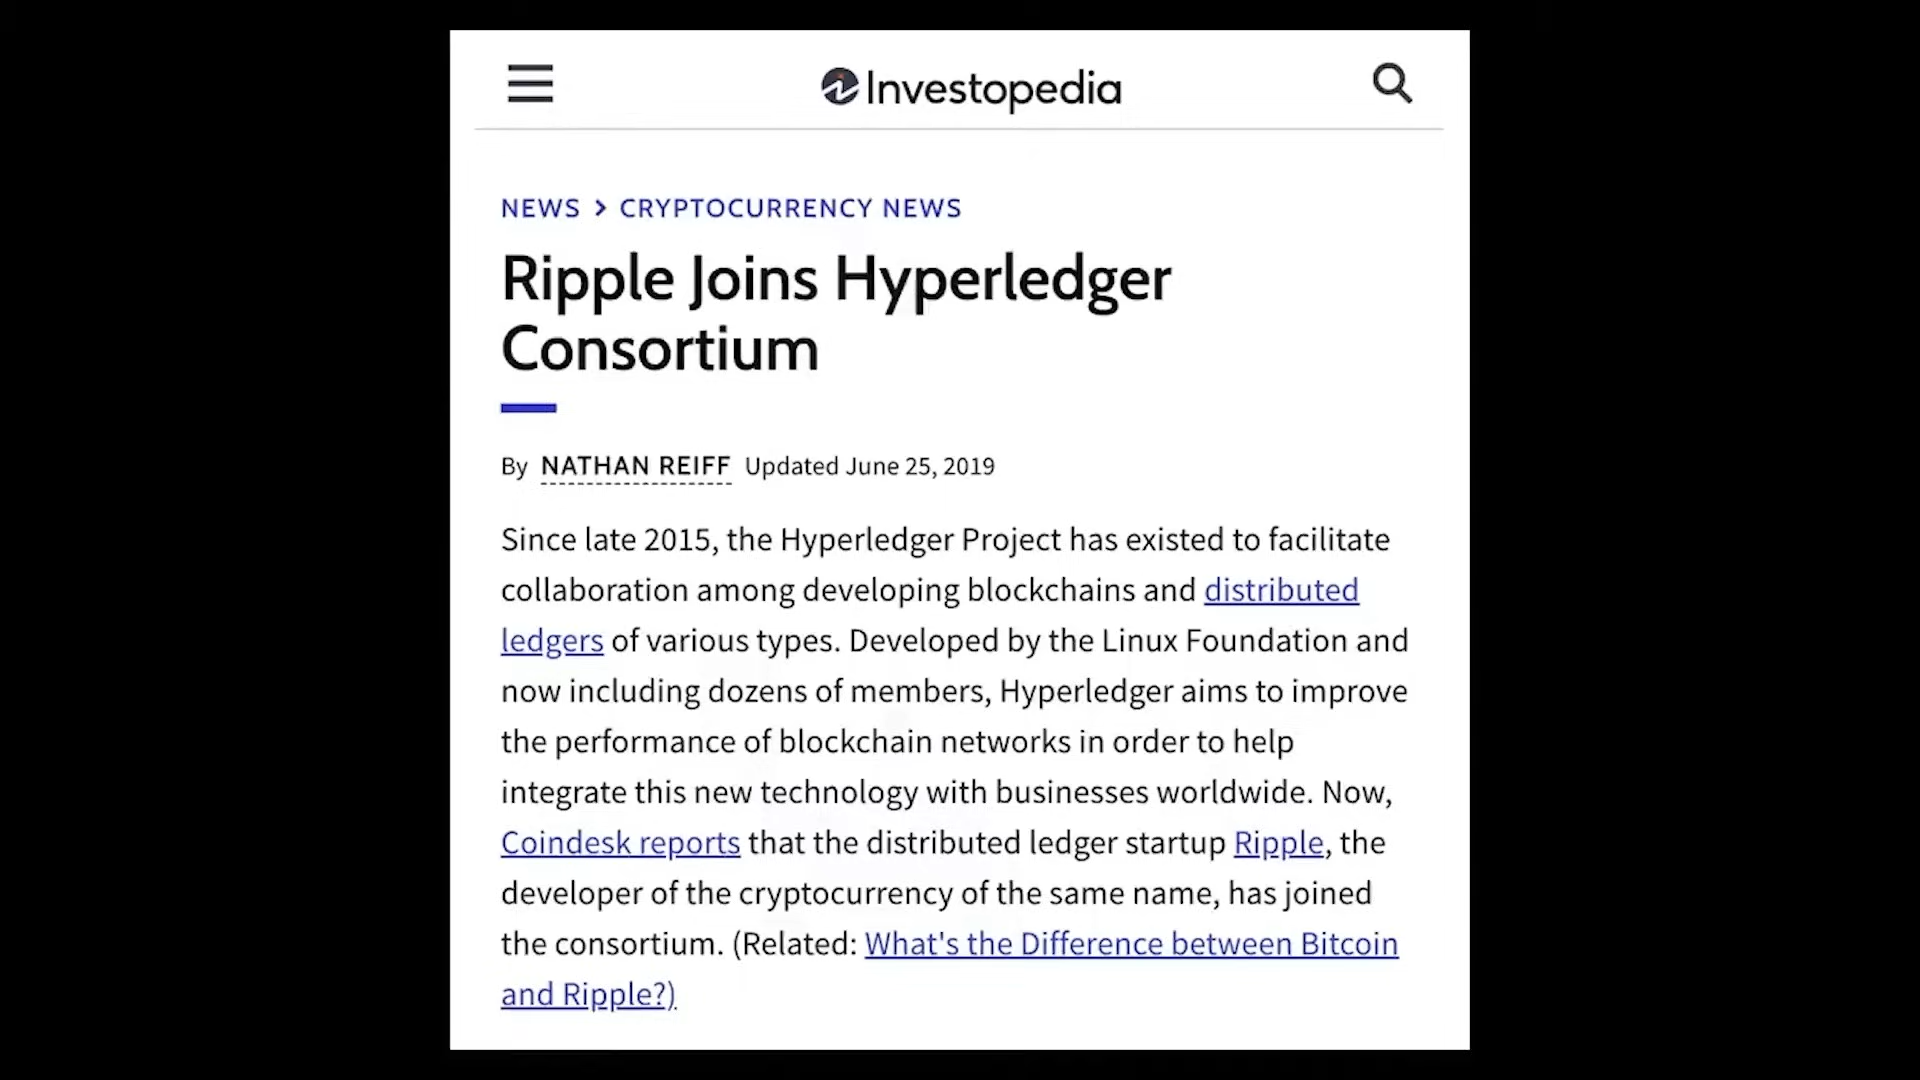 Investopedia
NEWS > CRYPTOCURRENCY NEWS
Ripple Joins Hyperledger
Consortium
By NATHAN REIFF Updated June 25, 2019
Since late 2015, the Hyperledger Project has existed to facilitate
collaboration among developing blockchains and distributed
ledgers of various types. Developed by the Linux Foundation and
now including dozens of members, Hyperledger aims to improve
the performance of blockchain networks in order to help
integrate this new technology with businesses worldwide. Now,
Coindesk reports that the distributed ledger startup Ripple, the
developer of the cryptocurrency of the same name, has joined
the consortium. (Related: What's the Difference between Bitcoin
and Ripple?)